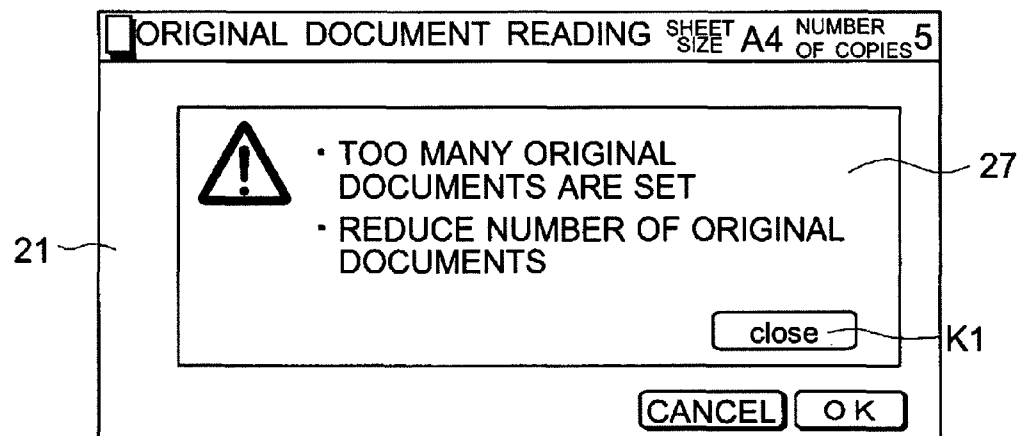 ORIGINAL DOCUMENT READING SHEET SIZE A4 NUMBER OF COPIES 5
· TOO MANY ORIGINAL
DOCUMENTS ARE SET
27
· REDUCE NUMBER OF ORIGINAL
DOCUMENTS
21
close
K1
CANCEL OK